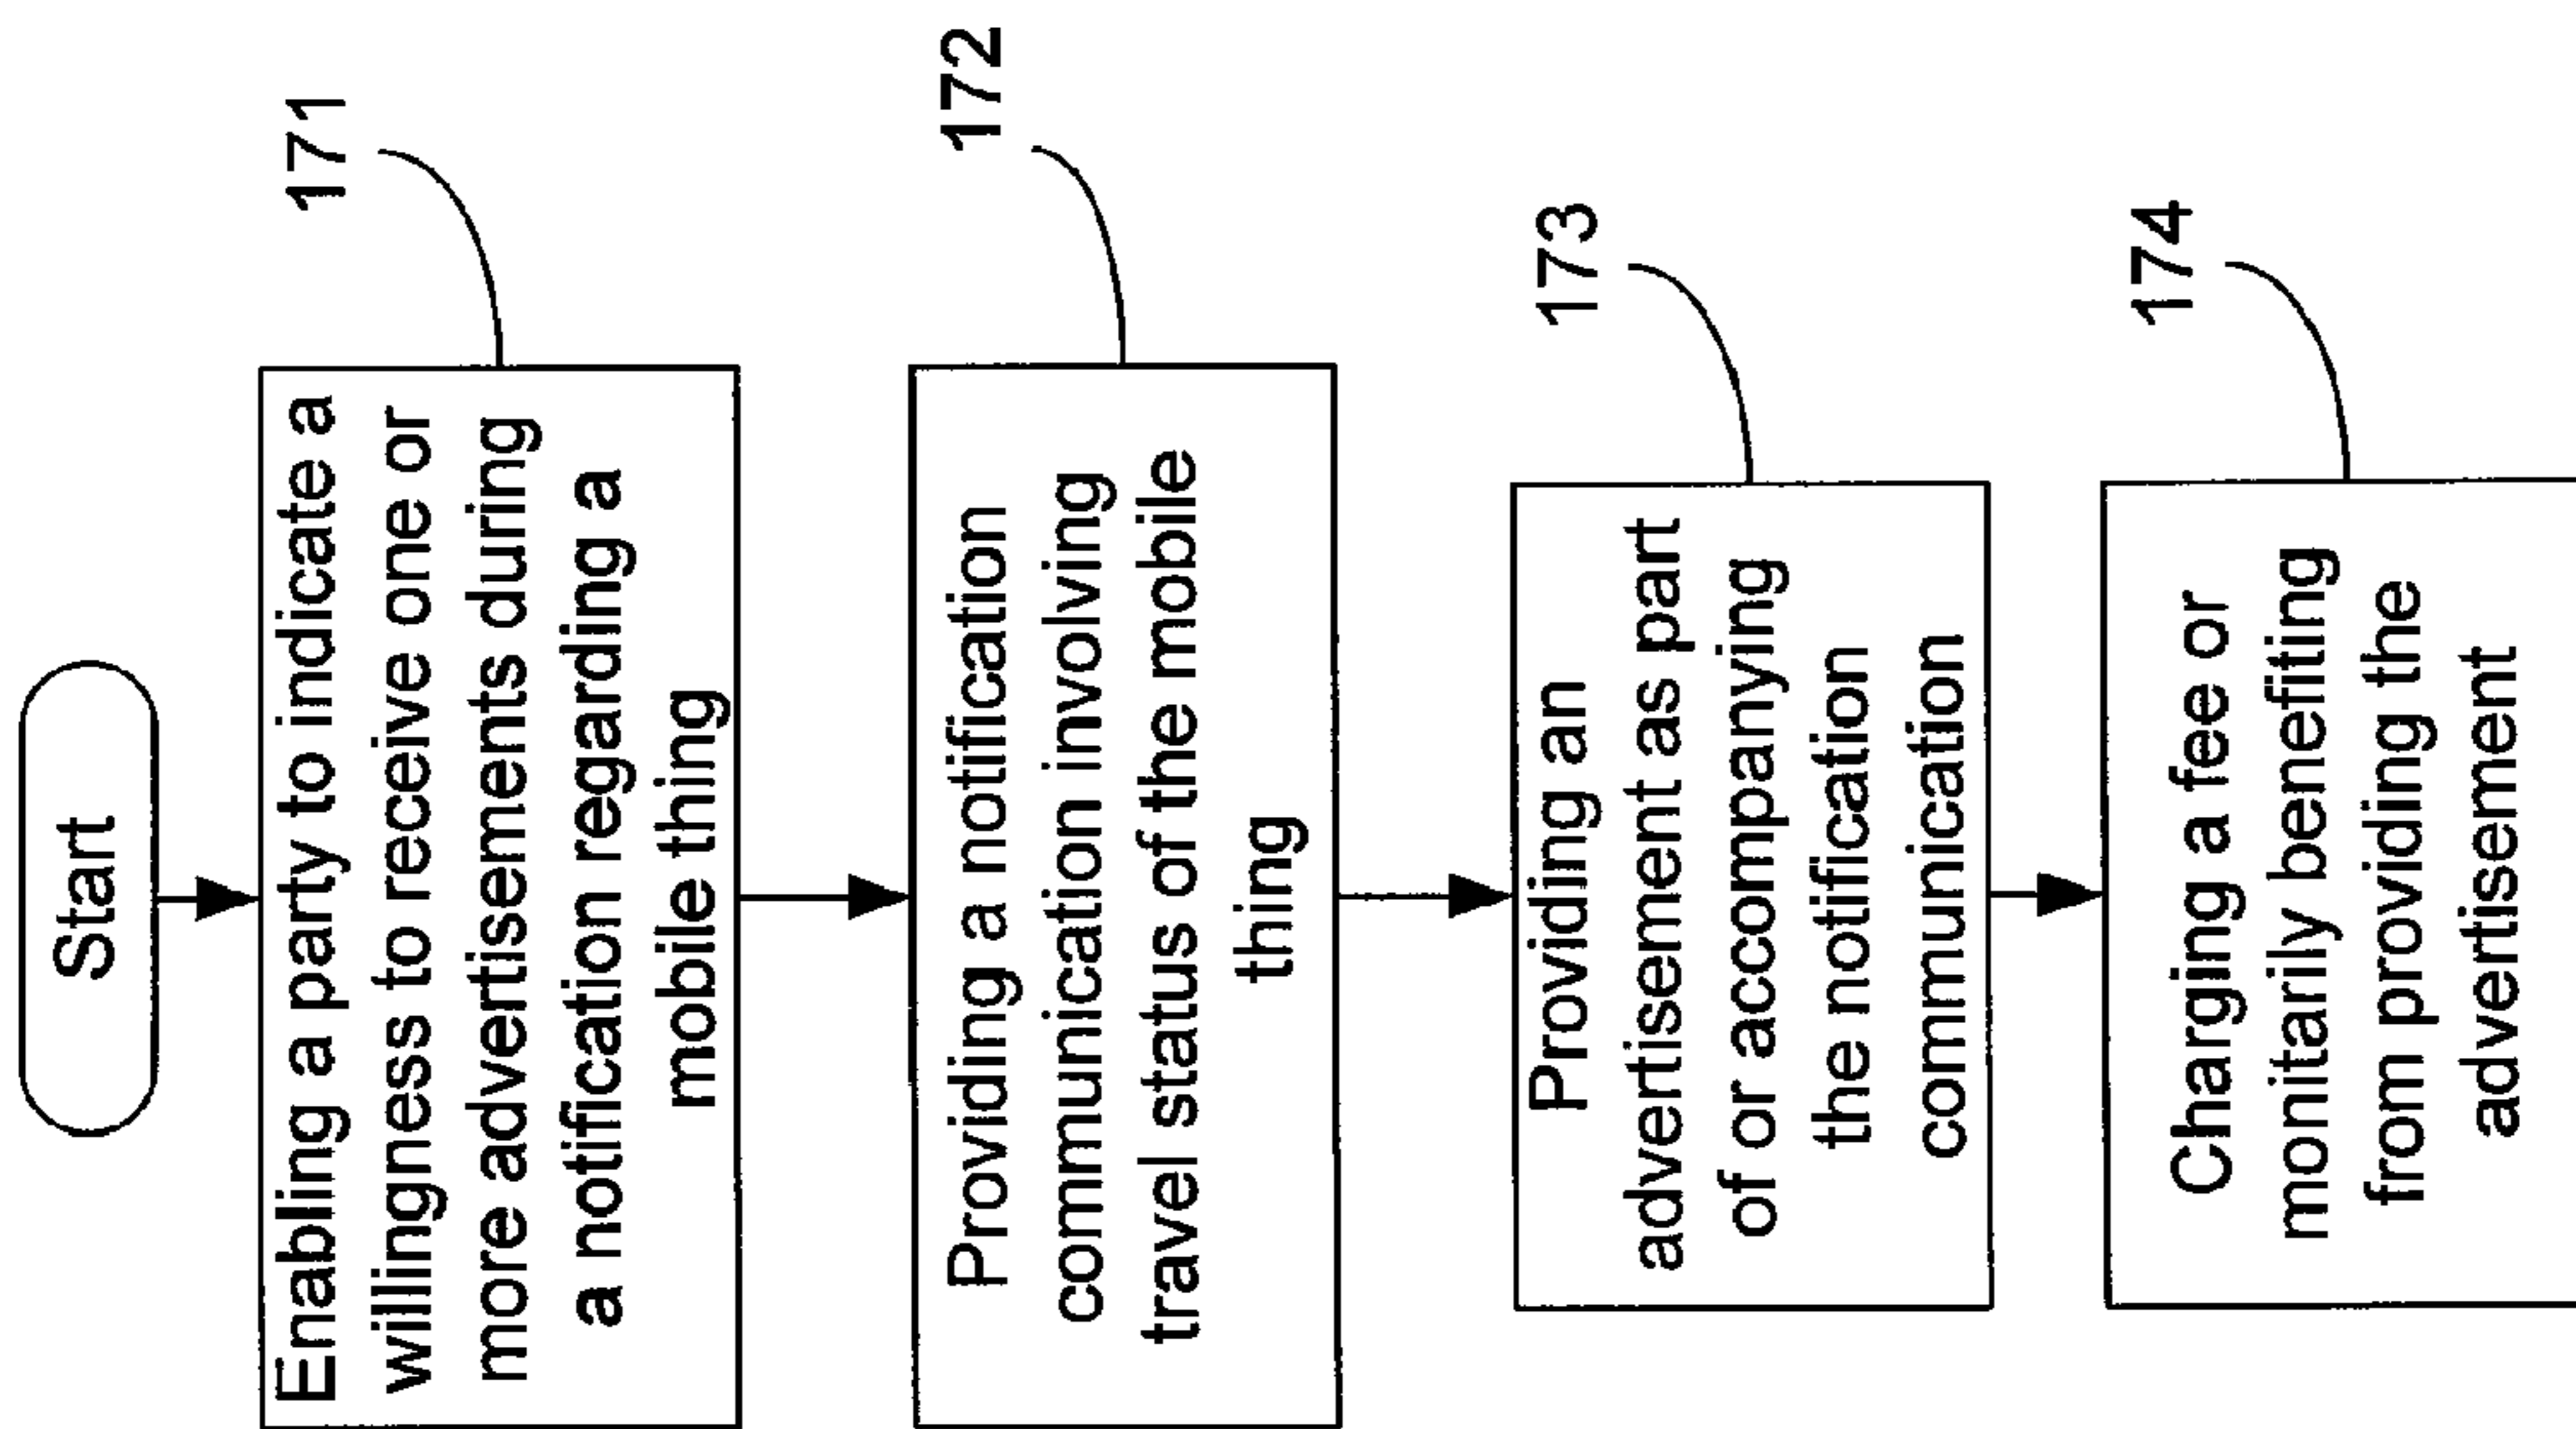 Start
Enabling a party to indicate a
willingness to receive one or
more advertisements during
a notification regarding a
mobile thing
171
Providing a notification
communication involving
travel status of the mobile
thing
172
Providing an
advertisement as part
of or accompanying
the notification
communication
173
Charging a fee or
monitarily benefiting
from providing the
advertisement
174